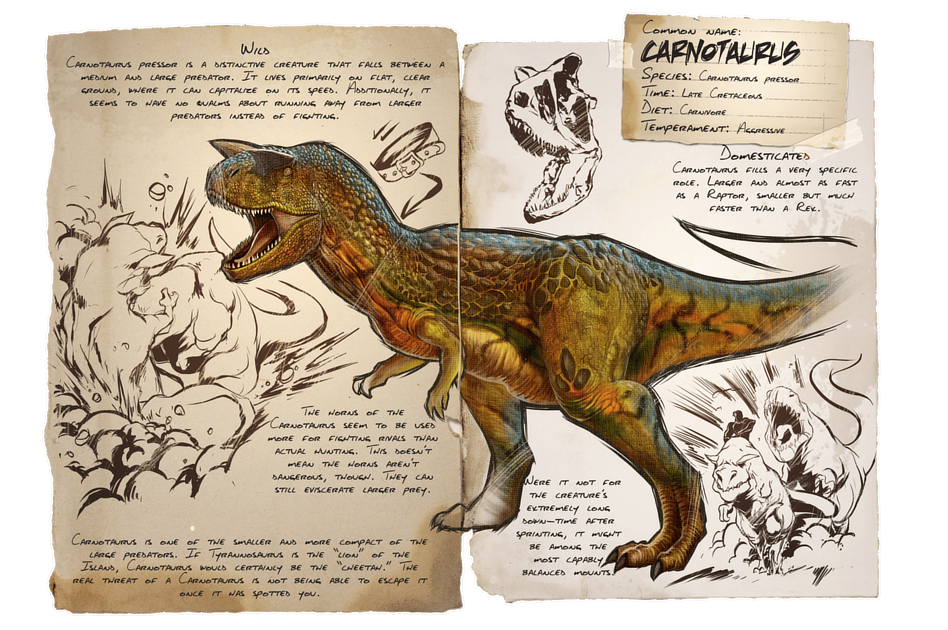 Wild
Carnotaurus pressor is a distinctive creature that falls between a
medium and large predator. It lives primarily on flat, clear
ground, where it can capitalize on its speed. Additionally, it
seems to have no qualms about running away from larger
predators instead of fighting.
The horns of the
Carnotaurus seem to be used
more for fighting rivals than
actual hunting. This doesn't
mean the horns aren't
dangerous, though. They can
still eviscerate larger prey.
Carnotaurus is one of the smaller and more compact of the
large predators. If Tyrannosaurus is the "lion" of the
Island, Carnotaurus would certainly be the "cheetah." The
real threat of a Carnotaurus is not being able to escape it
once it was spotted you.
Common name:
CARNOTAURUS
Species: Carnotaurus pressor
Time: Late Cretaceous
Diet: Carnivore
Temperament: Aggressive
Domesticated
Carnotaurus fills a very specific
role. Larger and almost as fast
as a Raptor, smaller but much
faster than a Rex.
Were it not for
the creature's
extremely long
down-time after
sprinting, it might
be among the
most capably
balanced mounts.